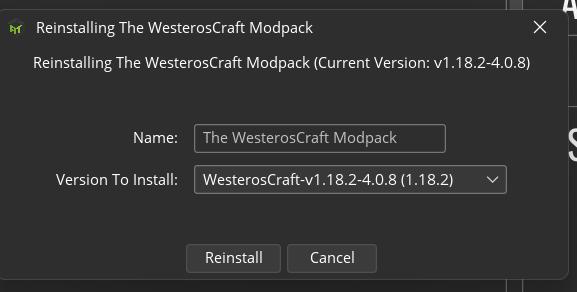 Reinstalling The WesterosCraft Modpack
Reinstalling The WesterosCraft Modpack (Current Version: v1.18.2-4.0.8)
Name: The WesterosCraft Modpack
Version To Install: WesterosCraft-v1.18.2-4.0.8 (1.18.2)
Reinstall Cancel